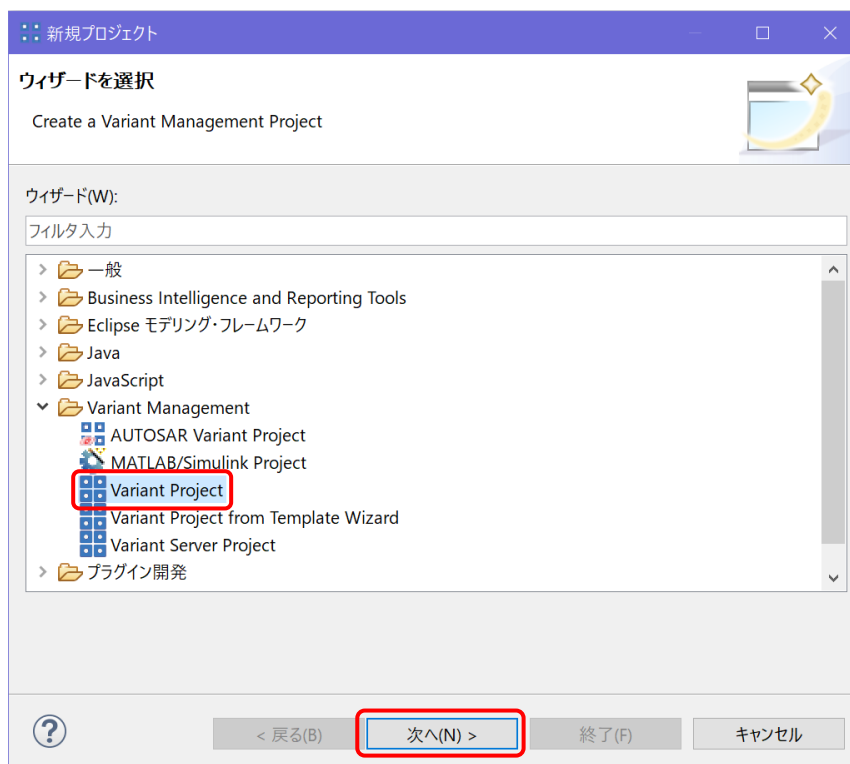 新規プロジェクト
ウィザードを選択
Create a Variant Management Project
ウィザード(W):
フィルタ入力
一般
Business Intelligence and Reporting Tools
Eclipse モデリング・フレームワーク
Java
JavaScript
Variant Management
AUTOSAR Variant Project
MATLAB/Simulink Project
Variant Project
Variant Project from Template Wizard
Variant Server Project
プラグイン開発
< 戻る(B) 次へ(N) > 終了(F) キャンセル